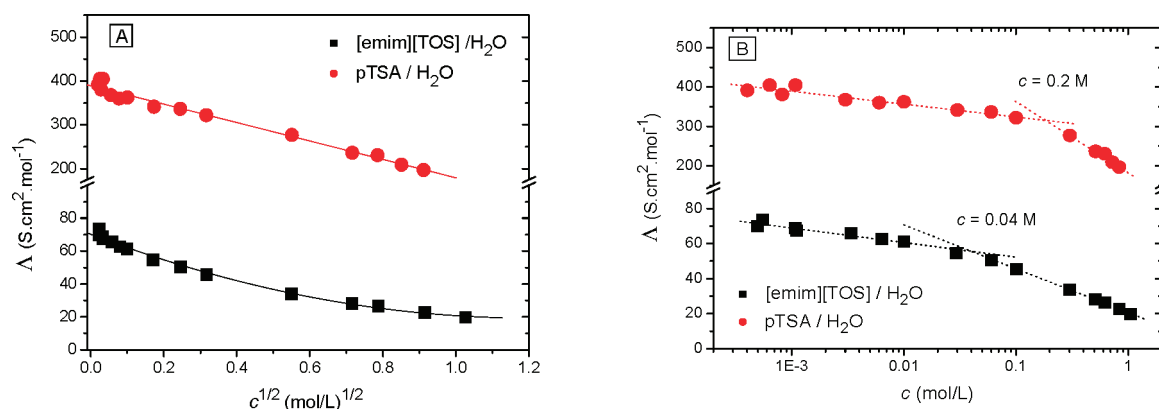 A
[emim][TOS] /H₂O
pTSA / H₂O
Λ (S.cm².mol⁻¹)
500
400
300
200
80
60
40
20
0
0.0 0.2 0.4 0.6 0.8 1.0 1.2
c^1/2 (mol/L)^1/2
B
c = 0.2 M
c = 0.04 M
[emim][TOS] / H₂O
pTSA / H₂O
Λ (S.cm².mol⁻¹)
500
400
300
200
80
60
40
20
0
1E-3 0.01 0.1 1
c (mol/L)